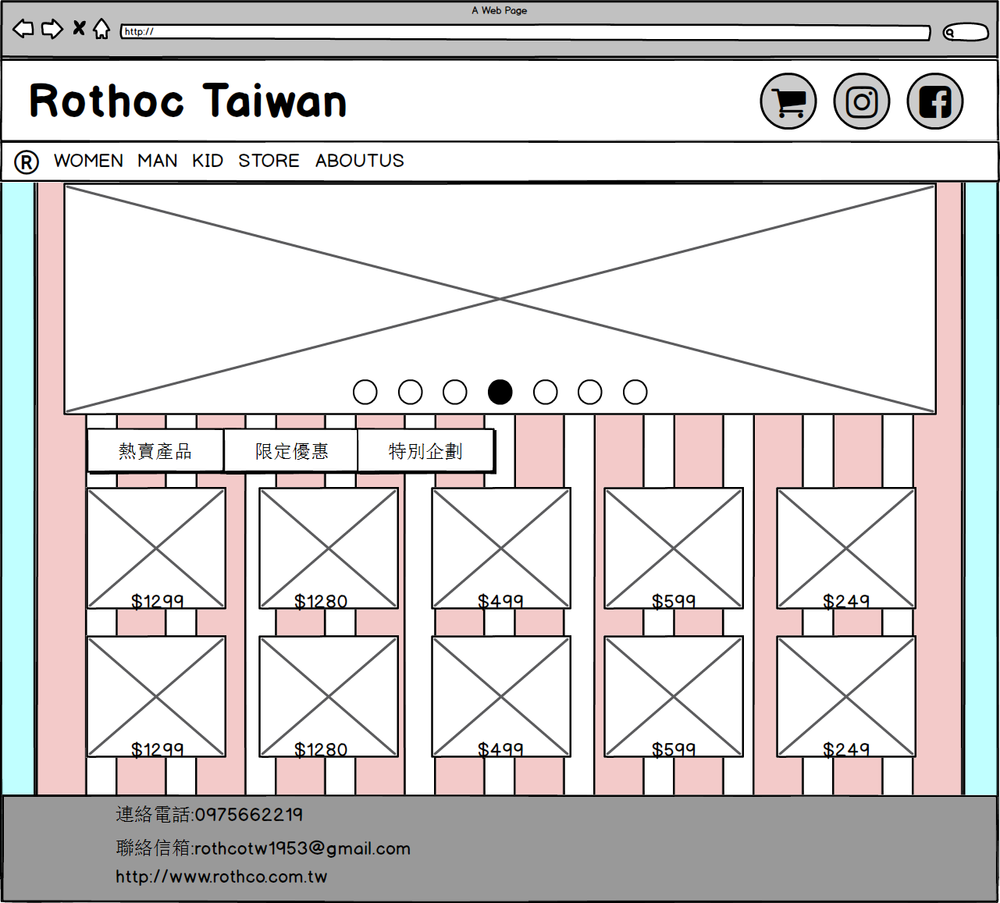 A Web Page
http://
Rothoc Taiwan
® WOMEN MAN KID STORE ABOUTUS
熱賣產品 限定優惠 特別企劃
$1299 $1280 $499 $599 $249
$1299 $1280 $499 $599 $249
連絡電話:0975662219
聯絡信箱:rothcotw1953@gmail.com
http://www.rothco.com.tw